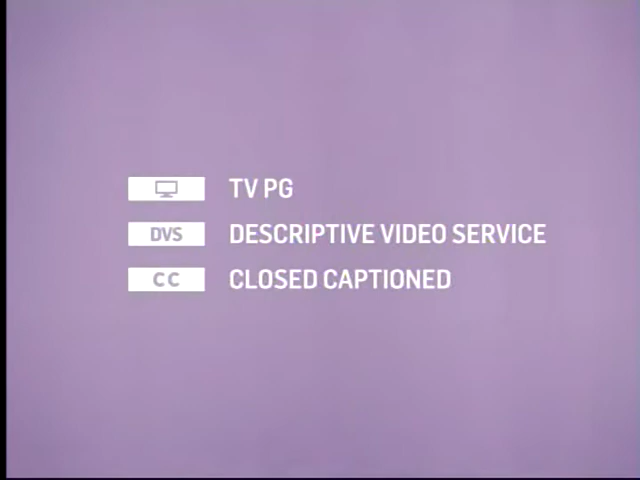 TV PG
DVS DESCRIPTIVE VIDEO SERVICE
CC CLOSED CAPTIONED